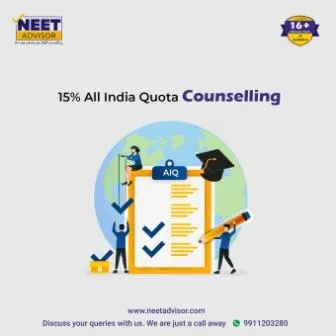 NEET
ADVISOR
16+
15% All India Quota Counselling
AIQ
www.neetadvisor.com
Discuss your queries with us. We are just a call away 9911203280